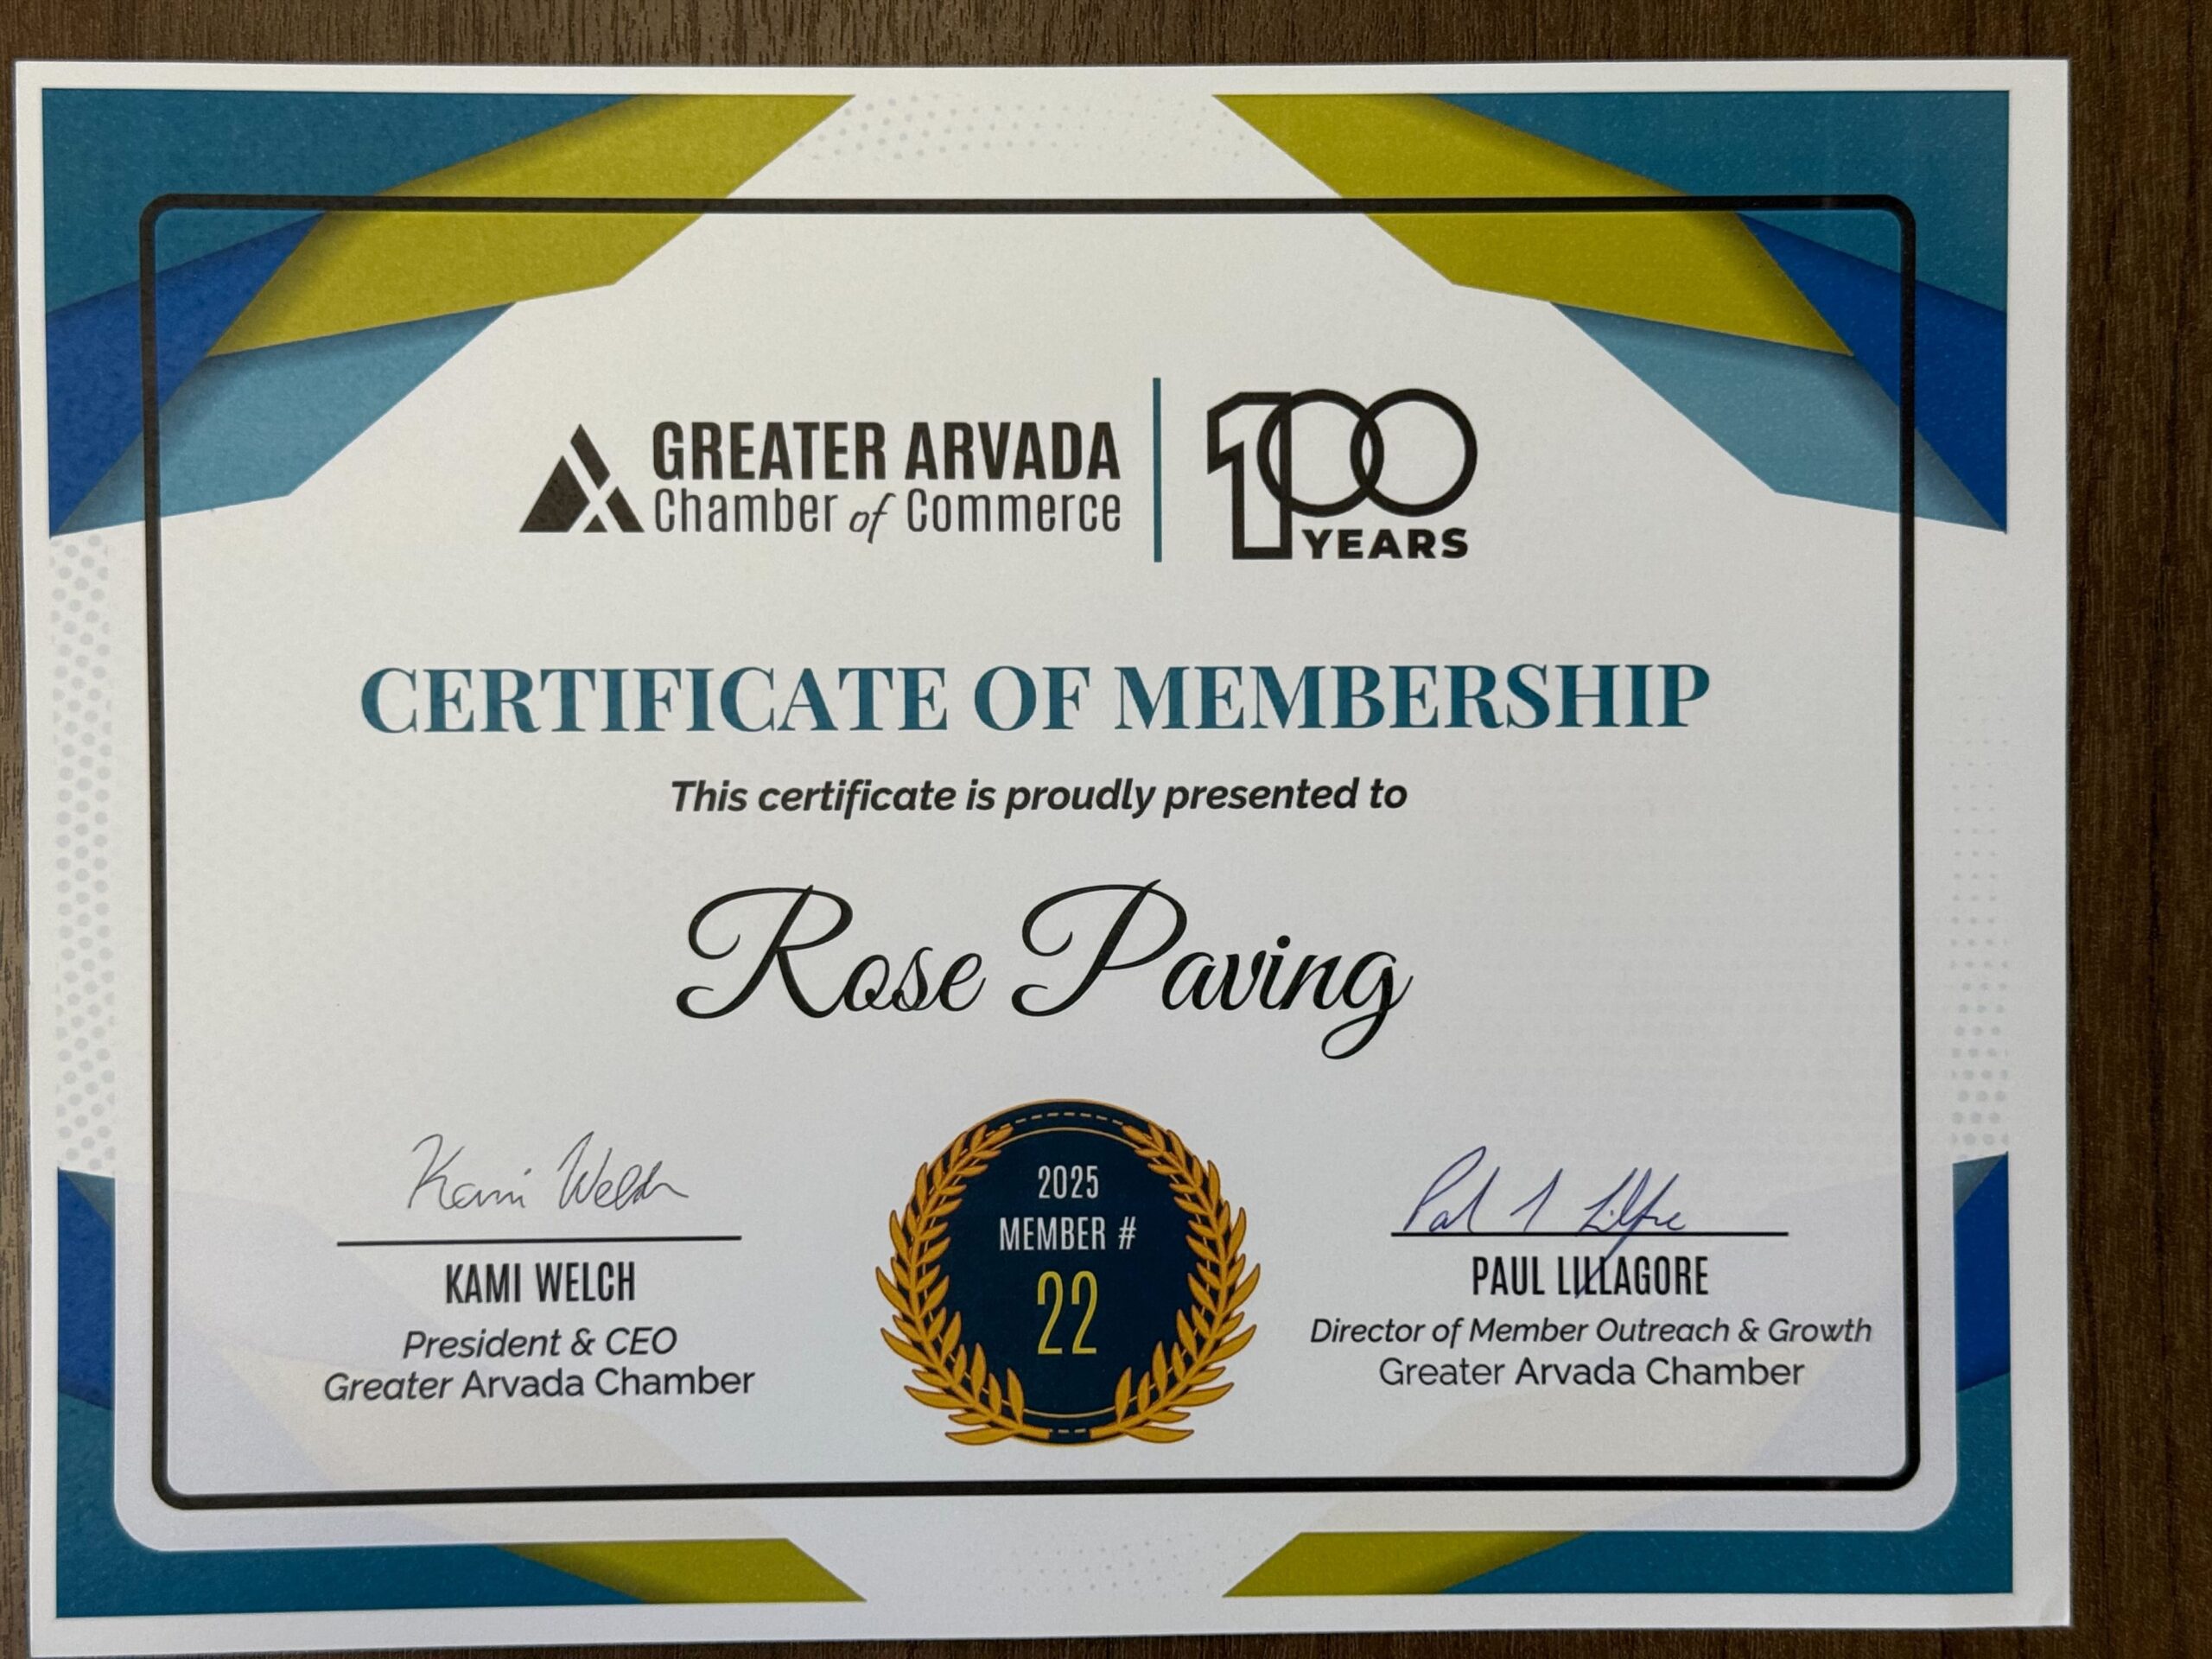 GREATER ARVADA
Chamber of Commerce
100
YEARS
CERTIFICATE OF MEMBERSHIP
This certificate is proudly presented to
Rose Paving
Kami Welch
KAMI WELCH
President & CEO
Greater Arvada Chamber
2025
MEMBER #
22
PAUL LILLAGORE
Director of Member Outreach & Growth
Greater Arvada Chamber